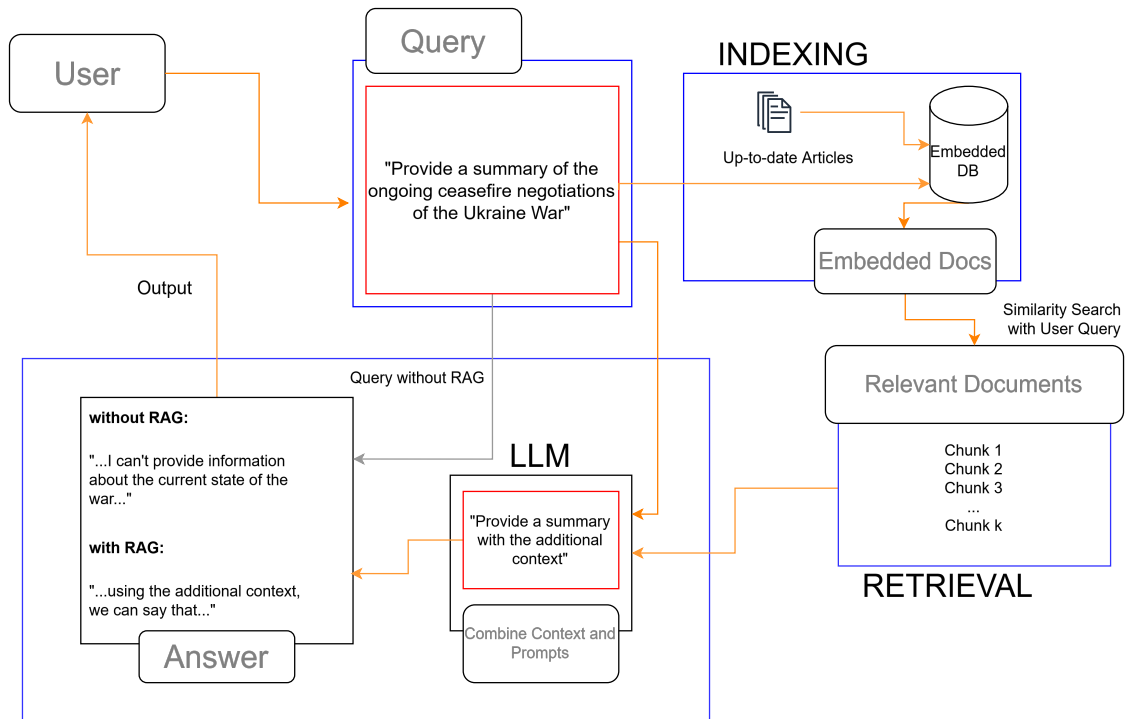 User
Query
"Provide a summary of the
ongoing ceasefire negotiations
of the Ukraine War"
INDEXING
Up-to-date Articles
Embedded
DB
Embedded Docs
Similarity Search
with User Query
Relevant Documents
Chunk 1
Chunk 2
Chunk 3
...
Chunk k
RETRIEVAL
Output
Query without RAG
LLM
"Provide a summary
with the additional
context"
Combine Context and
Prompts
without RAG:
"...I can't provide information
about the current state of the
war..."
with RAG:
"...using the additional context,
we can say that..."
Answer